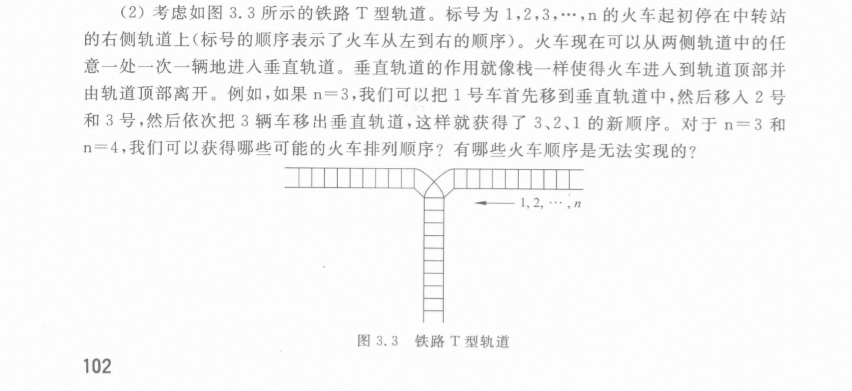 (2) 考虑如图 3.3 所示的铁路 T 型轨道。标号为 1,2,3,…,n 的火车起初停在中转站
的右侧轨道上(标号的顺序表示了火车从左到右的顺序)。火车现在可以从两侧轨道中的任
意一处一次一辆地进入垂直轨道。垂直轨道的作用就像栈一样使得火车进入到轨道顶部并
由轨道顶部离开。例如,如果 n=3,我们可以把 1 号车首先移到垂直轨道中,然后移入 2 号
和 3 号,然后依次把 3 辆车移出垂直轨道,这样就获得了 3、2、1 的新顺序。对于 n=3 和
n=4,我们可以获得哪些可能的火车排列顺序? 有哪些火车顺序是无法实现的?
1,2,…,n
图 3.3 铁路 T 型轨道
102